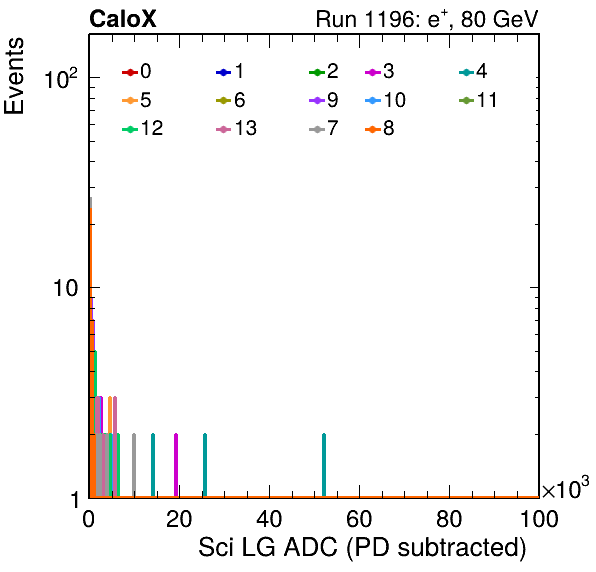 CaloX Run 1196: e⁺, 80 GeV
Events
10²
10
1
0 1 2 3 4
5 6 9 10 11
12 13 7 8
0 20 40 60 80 100
×10³
Sci LG ADC (PD subtracted)